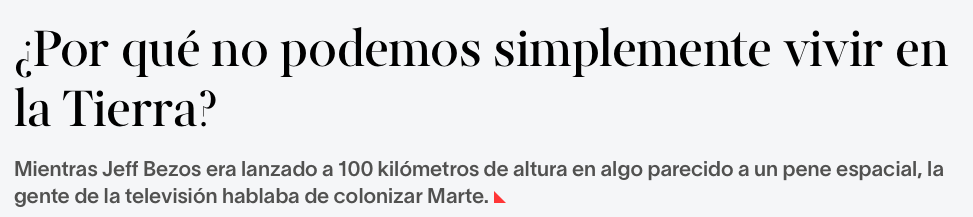 ¿Por qué no podemos simplemente vivir en
la Tierra?
Mientras Jeff Bezos era lanzado a 100 kilómetros de altura en algo parecido a un pene espacial, la
gente de la televisión hablaba de colonizar Marte.